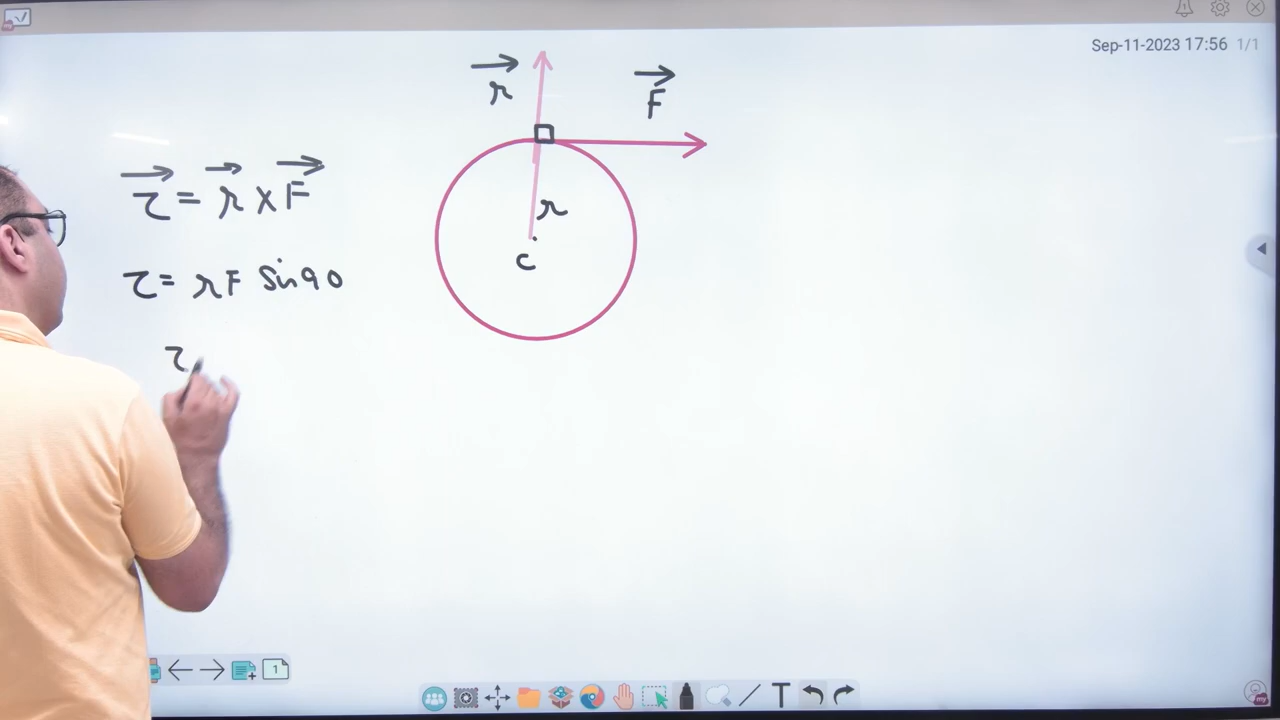 Sep-11-2023 17:56 1/1
r
F
τ = r x F
r
C
τ = rF Sin90
τ
1
T